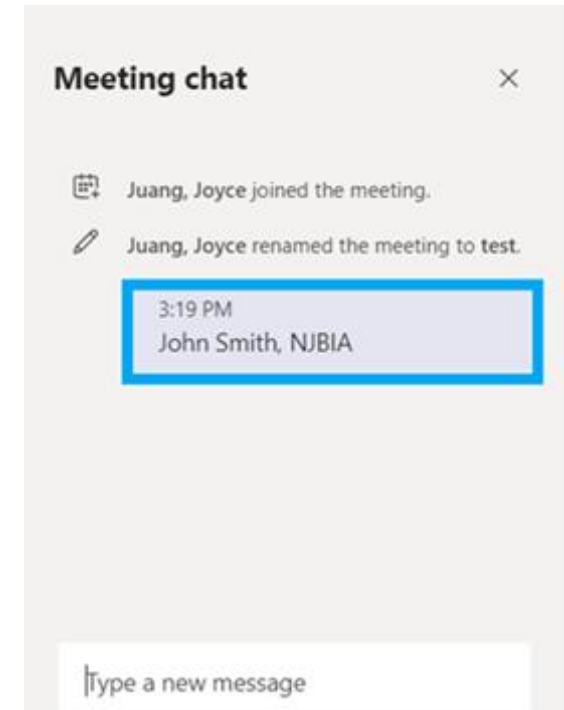 Meeting chat
Juang, Joyce joined the meeting.
Juang, Joyce renamed the meeting to test.
3:19 PM
John Smith, NJBIA
Type a new message